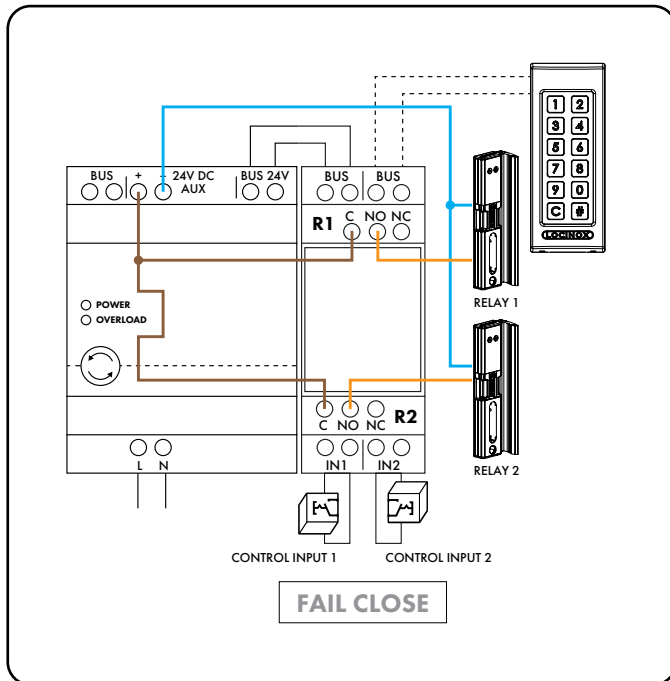 BUS + - 24V DC AUX BUS 24V
BUS BUS
R1 C NO NC
1 2
3 4
5 6
7 8
9 0
C #
LOCINOX
RELAY 1
POWER
OVERLOAD
C NO NC R2
L N
IN1 IN2
RELAY 2
CONTROL INPUT 1 CONTROL INPUT 2
FAIL CLOSE